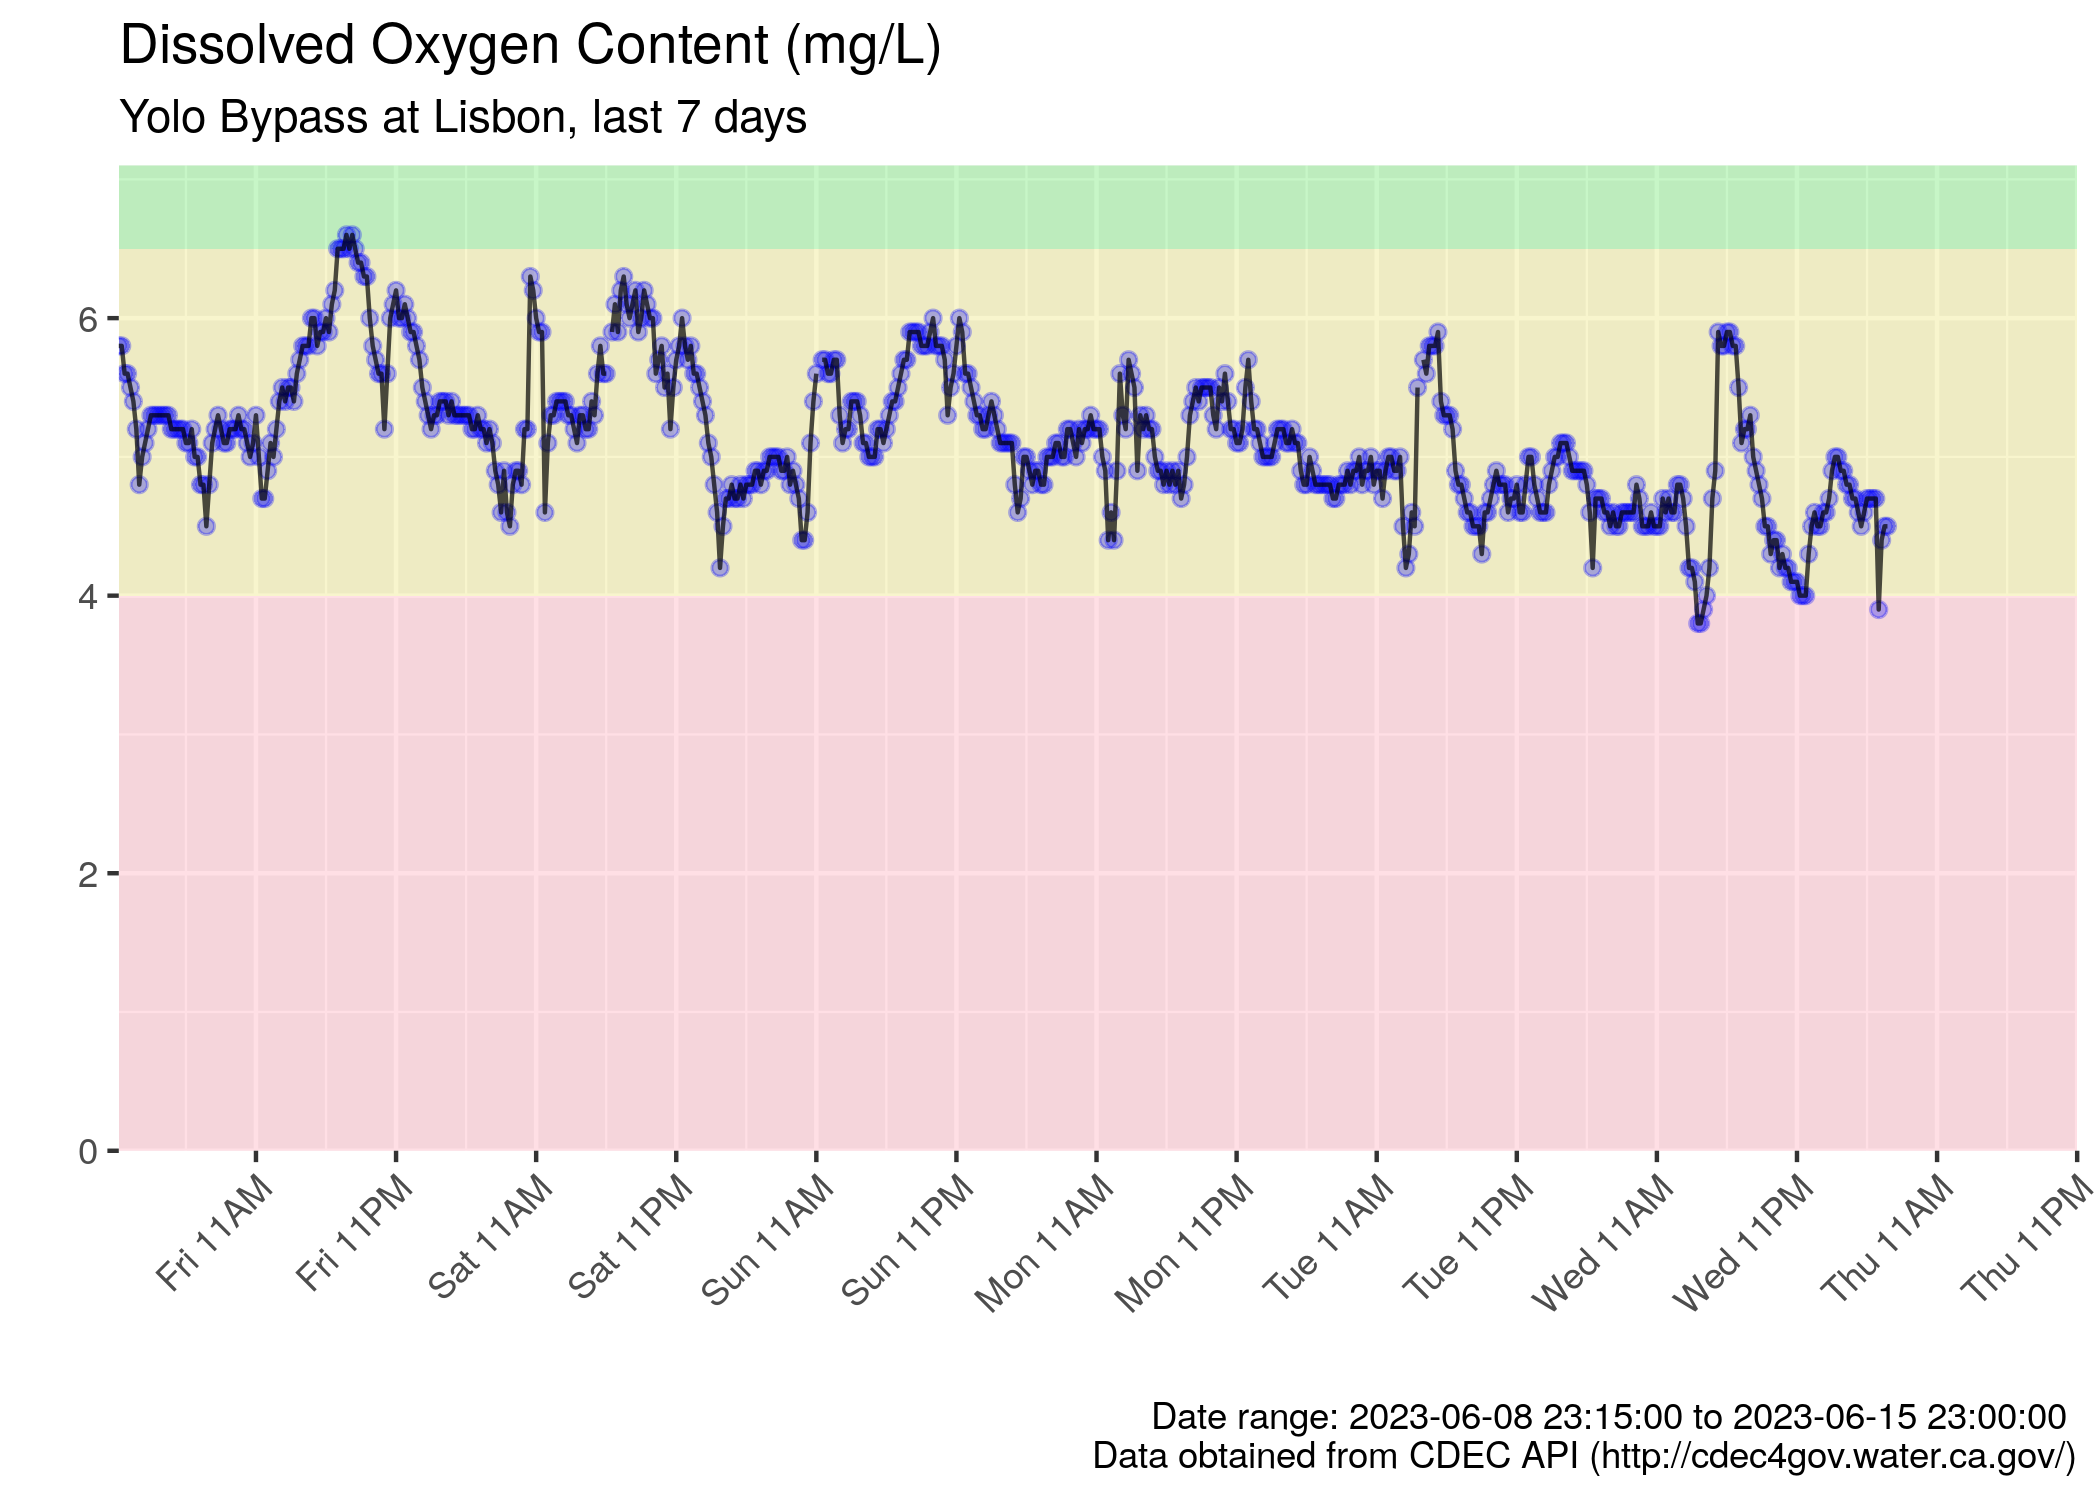 Dissolved Oxygen Content (mg/L)
Yolo Bypass at Lisbon, last 7 days
6
4
2
0
Fri 11AM
Fri 11PM
Sat 11AM
Sat 11PM
Sun 11AM
Sun 11PM
Mon 11AM
Mon 11PM
Tue 11AM
Tue 11PM
Wed 11AM
Wed 11PM
Thu 11AM
Thu 11PM
Date range: 2023-06-08 23:15:00 to 2023-06-15 23:00:00
Data obtained from CDEC API (http://cdec4gov.water.ca.gov/)